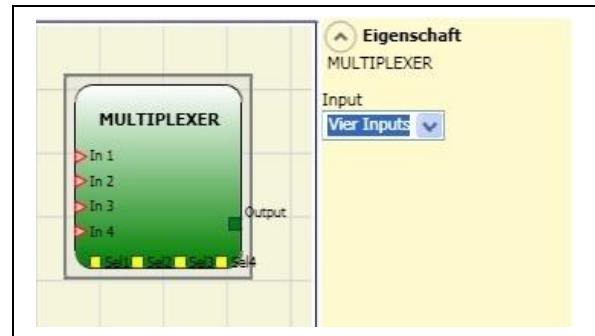 MULTIPLEXER
In 1
In 2
In 3
In 4
Output
Sel1 Sel2 Sel3 Sel4
Eigenschaft
MULTIPLEXER
Input
Vier Inputs